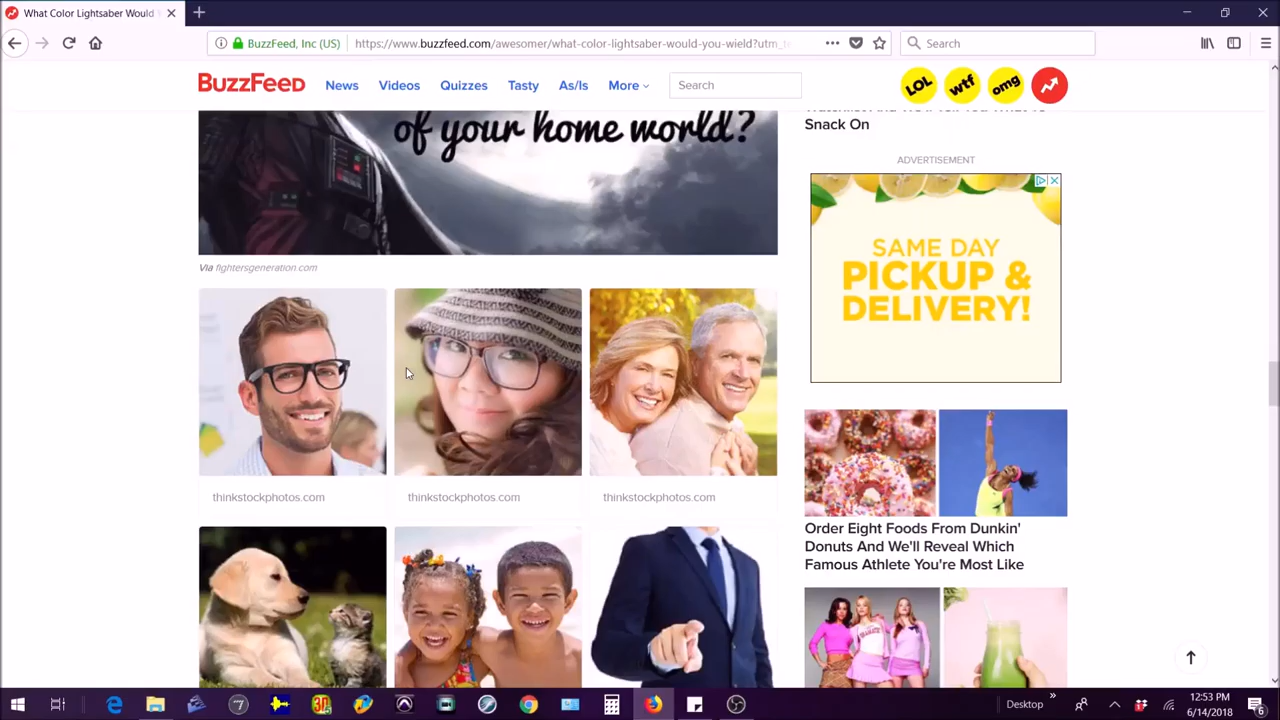 What Color Lightsaber Would
BuzzFeed, Inc (US)
https://www.buzzfeed.com/awesomer/what-color-lightsaber-would-you-wield?utm_te
Search
BuzzFeed
News
Videos
Quizzes
Tasty
As/Is
More
Search
LOL
wtf
omg
of your home world?
Via fightersgeneration.com
thinkstockphotos.com
thinkstockphotos.com
thinkstockphotos.com
Snack On
ADVERTISEMENT
SAME DAY
PICKUP &
DELIVERY!
Order Eight Foods From Dunkin'
Donuts And We'll Reveal Which
Famous Athlete You're Most Like
Desktop
12:53 PM
6/14/2018
6